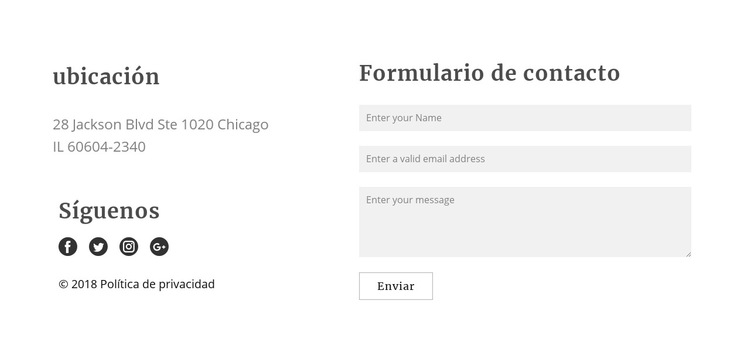 ubicación
28 Jackson Blvd Ste 1020 Chicago
IL 60604-2340
Síguenos
© 2018 Política de privacidad
Formulario de contacto
Enter your Name
Enter a valid email address
Enter your message
Enviar